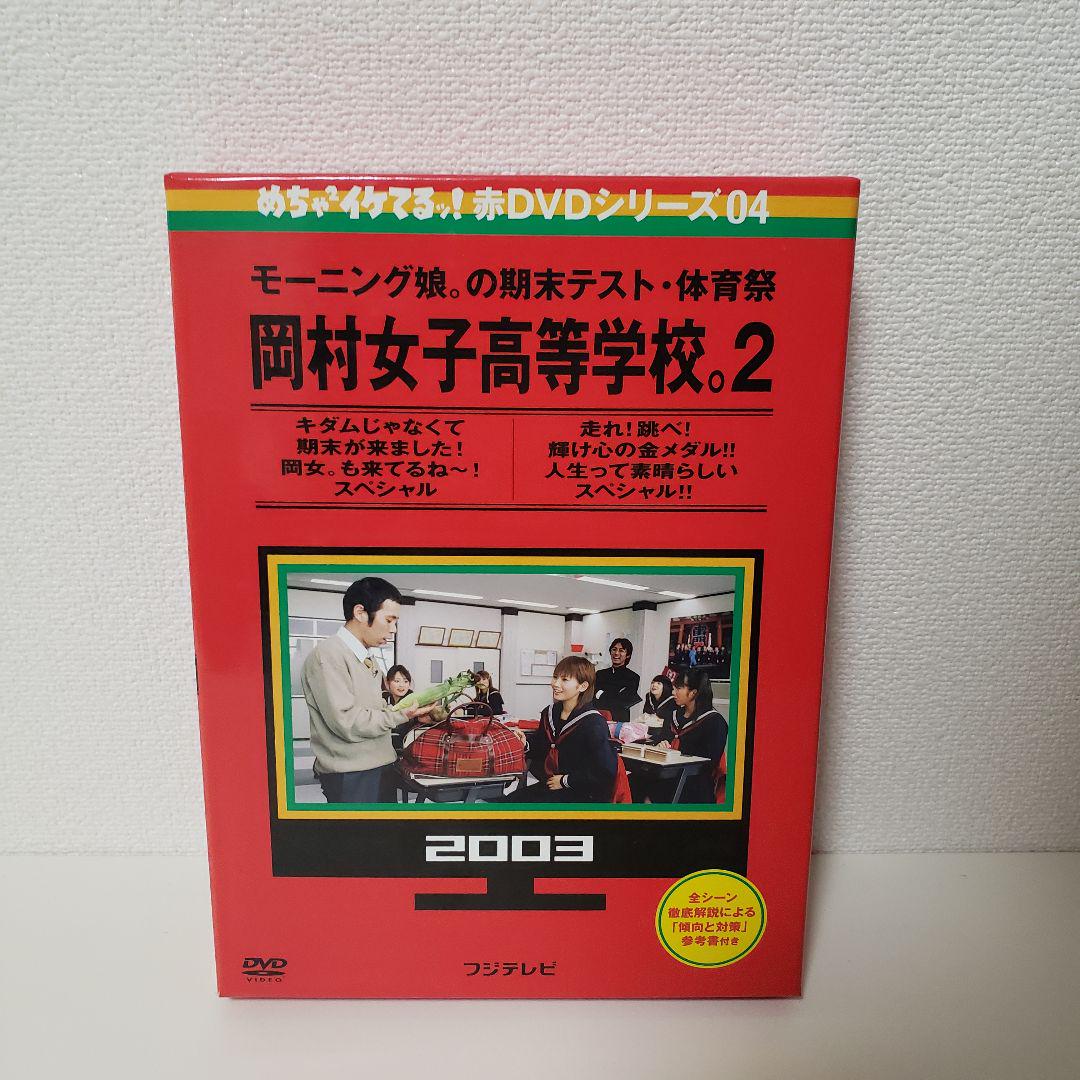 めちゃ²イケてるッ! 赤DVDシリーズ04
モーニング娘。の期末テスト・体育祭
岡村女子高等学校。2
キダムじゃなくて
期末が来ました!
岡女。も来てるね〜!
スペシャル
走れ!跳べ!
輝け心の金メダル!!
人生って素晴らしい
スペシャル!!
2003
全シーン
徹底解説による
「傾向と対策」
参考書付き
DVD
VIDEO
フジテレビ